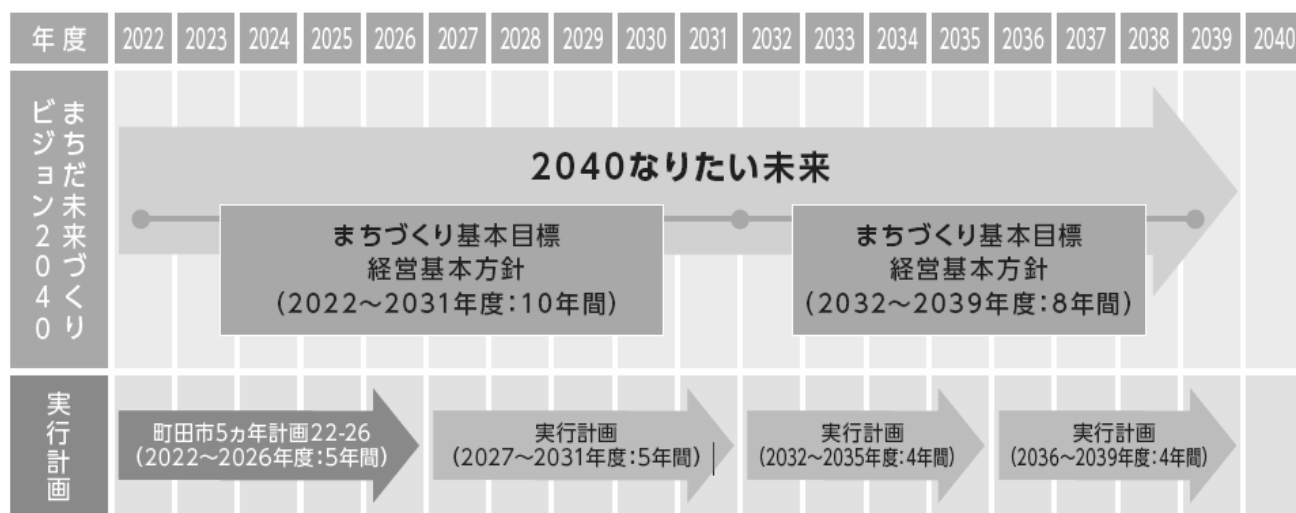 年度 2022 2023 2024 2025 2026 2027 2028 2029 2030 2031 2032 2033 2034 2035 2036 2037 2038 2039 2040
まちだ未来づくり
ビジョン2040
2040なりたい未来
まちづくり基本目標
経営基本方針
(2022～2031年度:10年間)
まちづくり基本目標
経営基本方針
(2032～2039年度:8年間)
実行計画
町田市5ヵ年計画22-26
(2022～2026年度:5年間)
実行計画
(2027～2031年度:5年間)
実行計画
(2032～2035年度:4年間)
実行計画
(2036～2039年度:4年間)